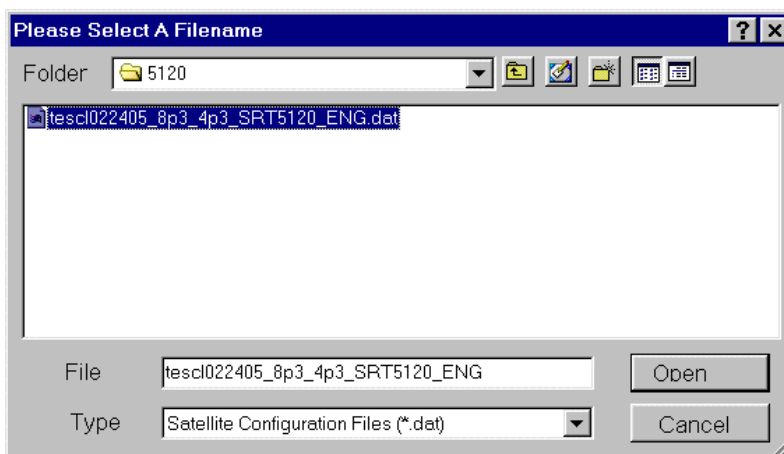 Please Select A Filename
Folder 5120
tescl022405_8p3_4p3_SRT5120_ENG.dat
File tescl022405_8p3_4p3_SRT5120_ENG Open
Type Satellite Configuration Files (*.dat) Cancel